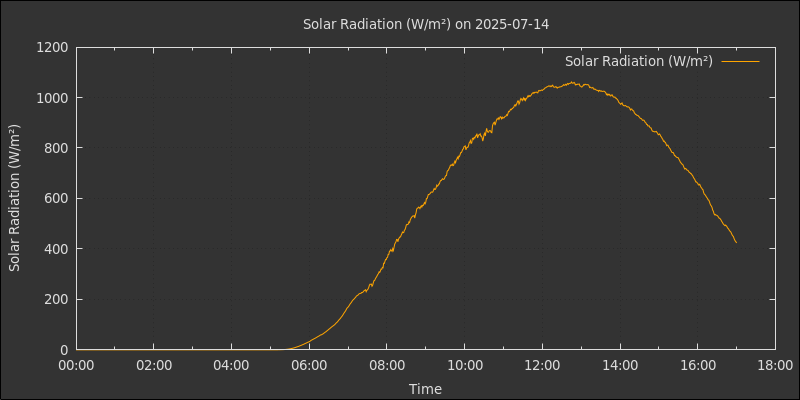 Solar Radiation (W/m²) on 2025-07-14
Solar Radiation (W/m²)
Solar Radiation (W/m²)
1200
1000
800
600
400
200
0
00:00 02:00 04:00 06:00 08:00 10:00 12:00 14:00 16:00 18:00
Time